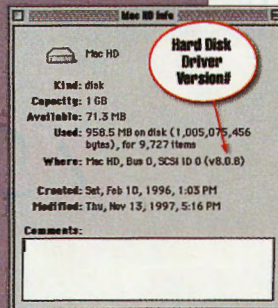 Mac HD Info
Mac HD
Hard Disk
Driver
Version#
Kind: disk
Capacity: 1 GB
Available: 71.3 MB
Used: 958.5 MB on disk (1,005,075,456
bytes), for 9,727 items
Where: Mac HD, Bus 0, SCSI ID 0 (v8.0.8)
Created: Sat, Feb 10, 1996, 1:03 PM
Modified: Thu, Nov 13, 1997, 5:16 PM
Comments: